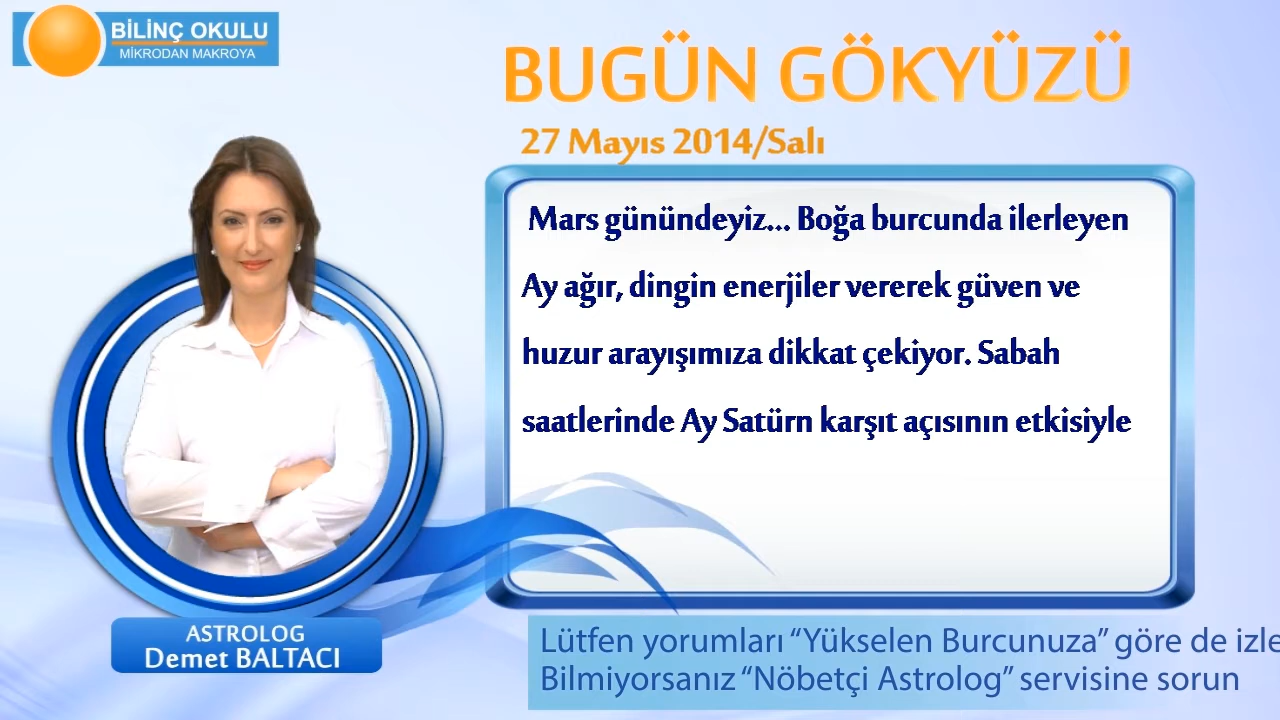 BİLİNÇ OKULU
MİKRODAN MAKROYA
BUGÜN GÖKYÜZÜ
27 Mayıs 2014/Salı
Mars günündeyiz... Boğa burcunda ilerleyen
Ay ağır, dingin enerjiler vererek güven ve
huzur arayışımıza dikkat çekiyor. Sabah
saatlerinde Ay Satürn karşıt açısının etkisiyle
ASTROLOG
Demet BALTACI
Lütfen yorumları “Yükselen Burcunuza” göre de izle
Bilmiyorsanız “Nöbetçi Astrolog” servisine sorun